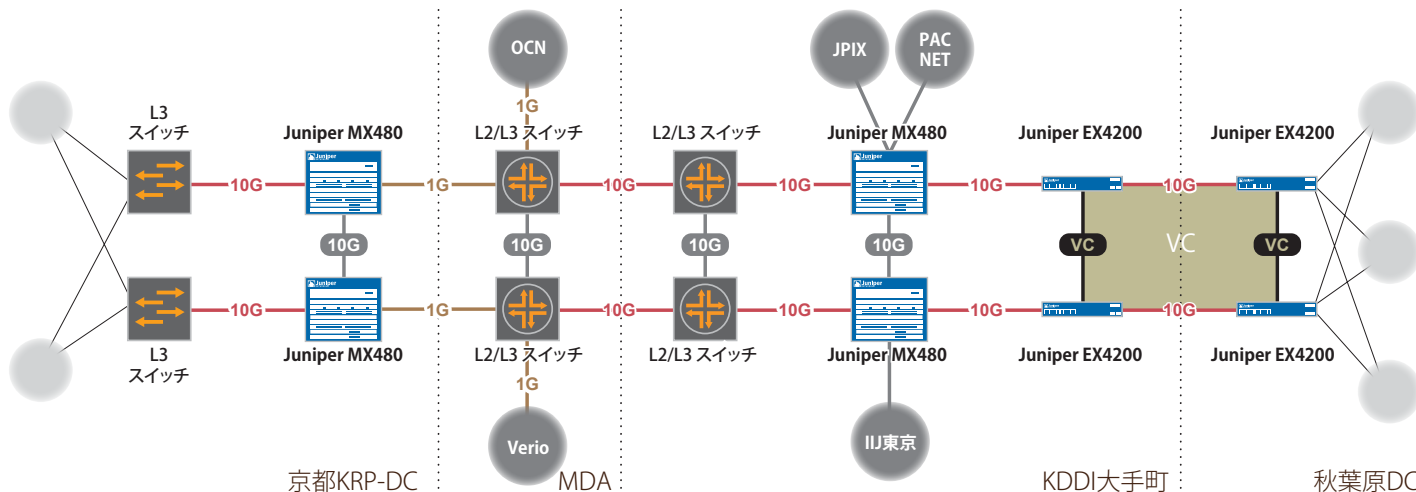 OCN
JPIX
PAC
NET
1G
L3
スイッチ
Juniper MX480
L2/L3 スイッチ
L2/L3 スイッチ
Juniper MX480
Juniper EX4200
Juniper EX4200
Juniper
Juniper
10G
1G
10G
10G
10G
10G
10G
10G
10G
10G
VC
VC
VC
Juniper
Juniper
10G
1G
10G
10G
10G
10G
L3
スイッチ
Juniper MX480
L2/L3 スイッチ
L2/L3 スイッチ
Juniper MX480
Juniper EX4200
Juniper EX4200
1G
Verio
IIJ東京
京都KRP-DC
MDA
KDDI大手町
秋葉原DC